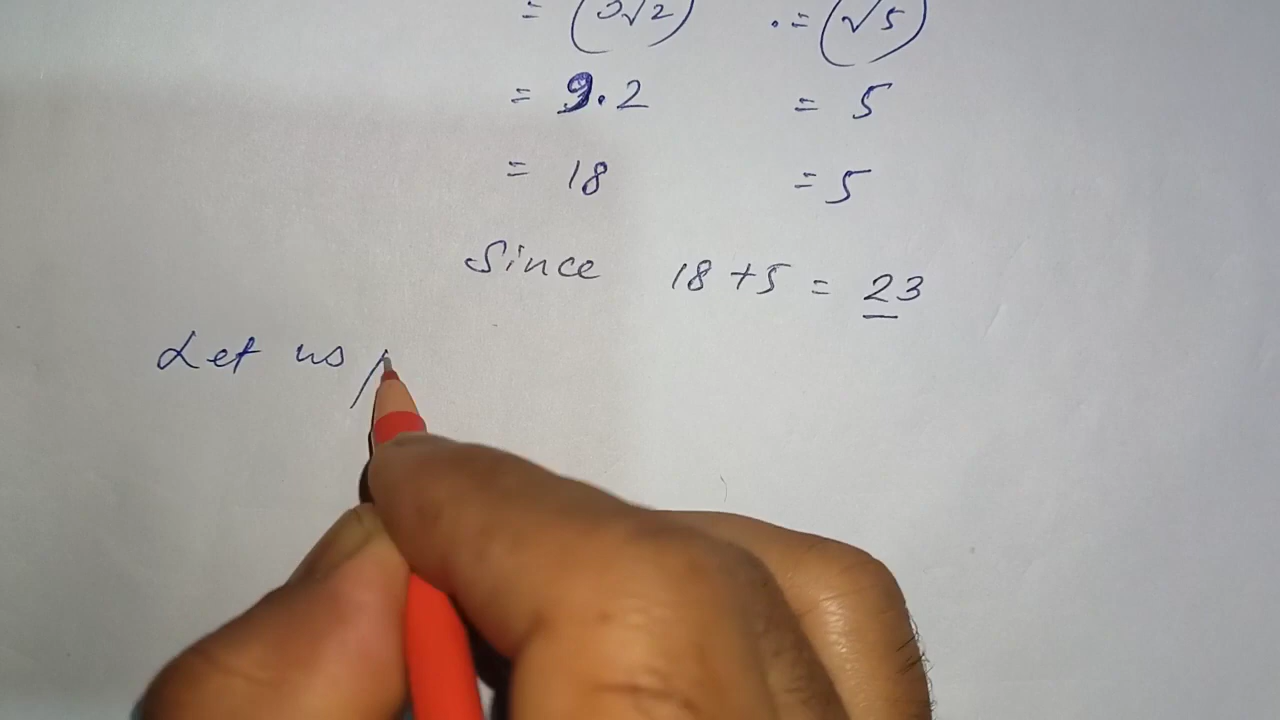 = (3√2) .= (√5)
= 9.2 = 5
= 18 = 5
Since 18 + 5 = 23
Let us